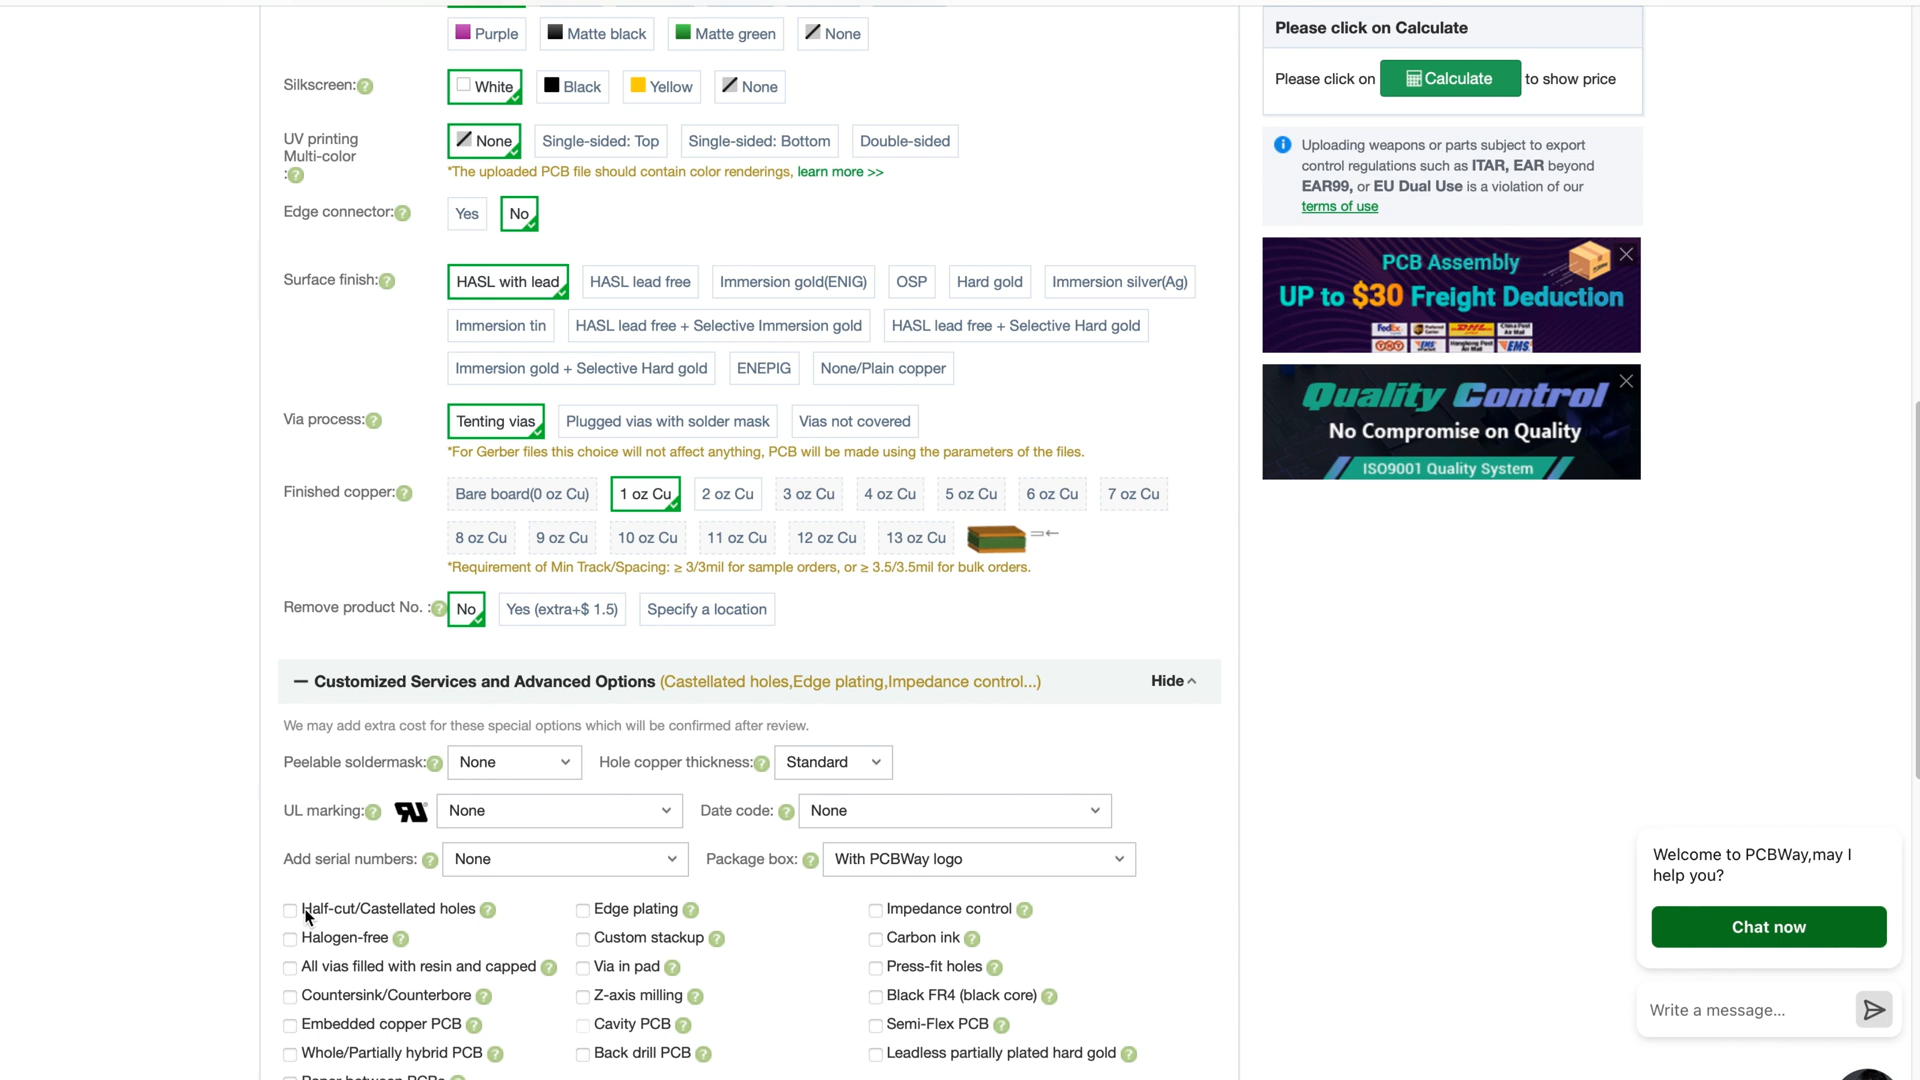 Purple Matte black Matte green None
Silkscreen: White Black Yellow None
UV printing
Multi-color
:
None Single-sided: Top Single-sided: Bottom Double-sided
*The uploaded PCB file should contain color renderings, learn more >>
Edge connector: Yes No
Surface finish: HASL with lead HASL lead free Immersion gold(ENIG) OSP Hard gold Immersion silver(Ag)
Immersion tin HASL lead free + Selective Immersion gold HASL lead free + Selective Hard gold
Immersion gold + Selective Hard gold ENEPIG None/Plain copper
Via process: Tenting vias Plugged vias with solder mask Vias not covered
*For Gerber files this choice will not affect anything, PCB will be made using the parameters of the files.
Finished copper: Bare board(0 oz Cu) 1 oz Cu 2 oz Cu 3 oz Cu 4 oz Cu 5 oz Cu 6 oz Cu 7 oz Cu
8 oz Cu 9 oz Cu 10 oz Cu 11 oz Cu 12 oz Cu 13 oz Cu
*Requirement of Min Track/Spacing: ≥ 3/3mil for sample orders, or ≥ 3.5/3.5mil for bulk orders.
Remove product No. : No Yes (extra+$ 1.5) Specify a location
Customized Services and Advanced Options (Castellated holes,Edge plating,Impedance control...) Hide
We may add extra cost for these special options which will be confirmed after review.
Peelable soldermask: None Hole copper thickness: Standard
UL marking: None Date code: None
Add serial numbers: None Package box: With PCBWay logo
Half-cut/Castellated holes Edge plating Impedance control
Halogen-free Custom stackup Carbon ink
All vias filled with resin and capped Via in pad Press-fit holes
Countersink/Counterbore Z-axis milling Black FR4 (black core)
Embedded copper PCB Cavity PCB Semi-Flex PCB
Whole/Partially hybrid PCB Back drill PCB Leadless partially plated hard gold
Paper between PCBs
Please click on Calculate
Please click on Calculate to show price
Uploading weapons or parts subject to export
control regulations such as ITAR, EAR beyond
EAR99, or EU Dual Use is a violation of our
terms of use
PCB Assembly
UP to $30 Freight Deduction
FedEx DHL China Post Air Mail
TNT EMS Hongkong Post Air Mail EMS
Quality Control
No Compromise on Quality
ISO9001 Quality System
Welcome to PCBWay,may I
help you?
Chat now
Write a message...